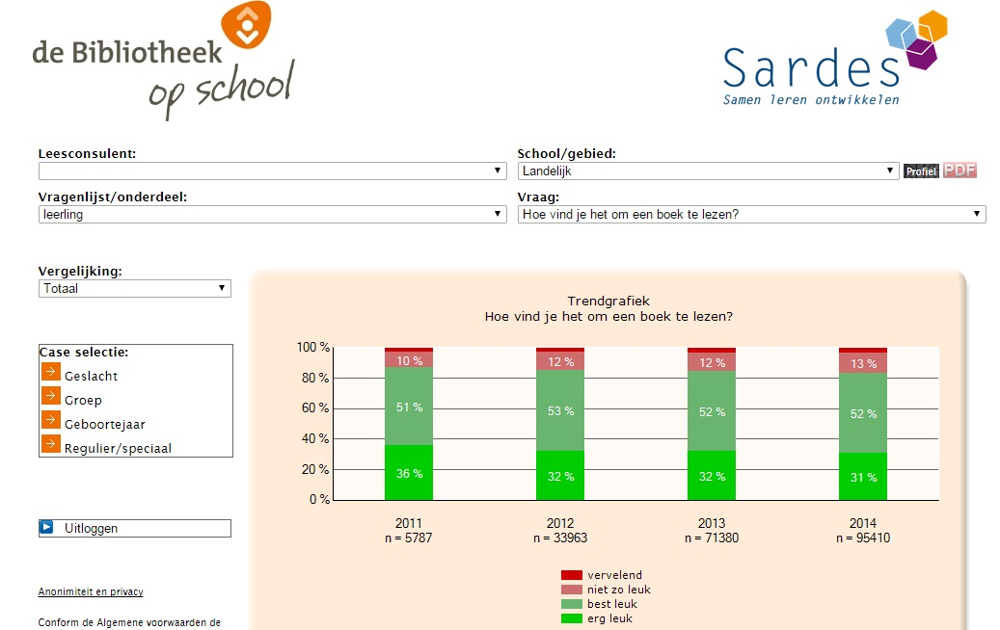 de Bibliotheek
op school
Sardes
Samen leren ontwikkelen
Leesconsulent:
School/gebied:
Landelijk
Profiel
PDF
Vragenlijst/onderdeel:
Vraag:
leerling
Hoe vind je het om een boek te lezen?
Vergelijking:
Totaal
Case selectie:
Geslacht
Groep
Geboortejaar
Regulier/speciaal
Uitloggen
Anonimiteit en privacy
Conform de Algemene voorwaarden de
Trendgrafiek
Hoe vind je het om een boek te lezen?
100 %
80 %
60 %
40 %
20 %
0 %
10 % 12 % 12 % 13 %
51 % 53 % 52 % 52 %
36 % 32 % 32 % 31 %
2011 2012 2013 2014
n = 5787 n = 33963 n = 71380 n = 95410
vervelend
niet zo leuk
best leuk
erg leuk